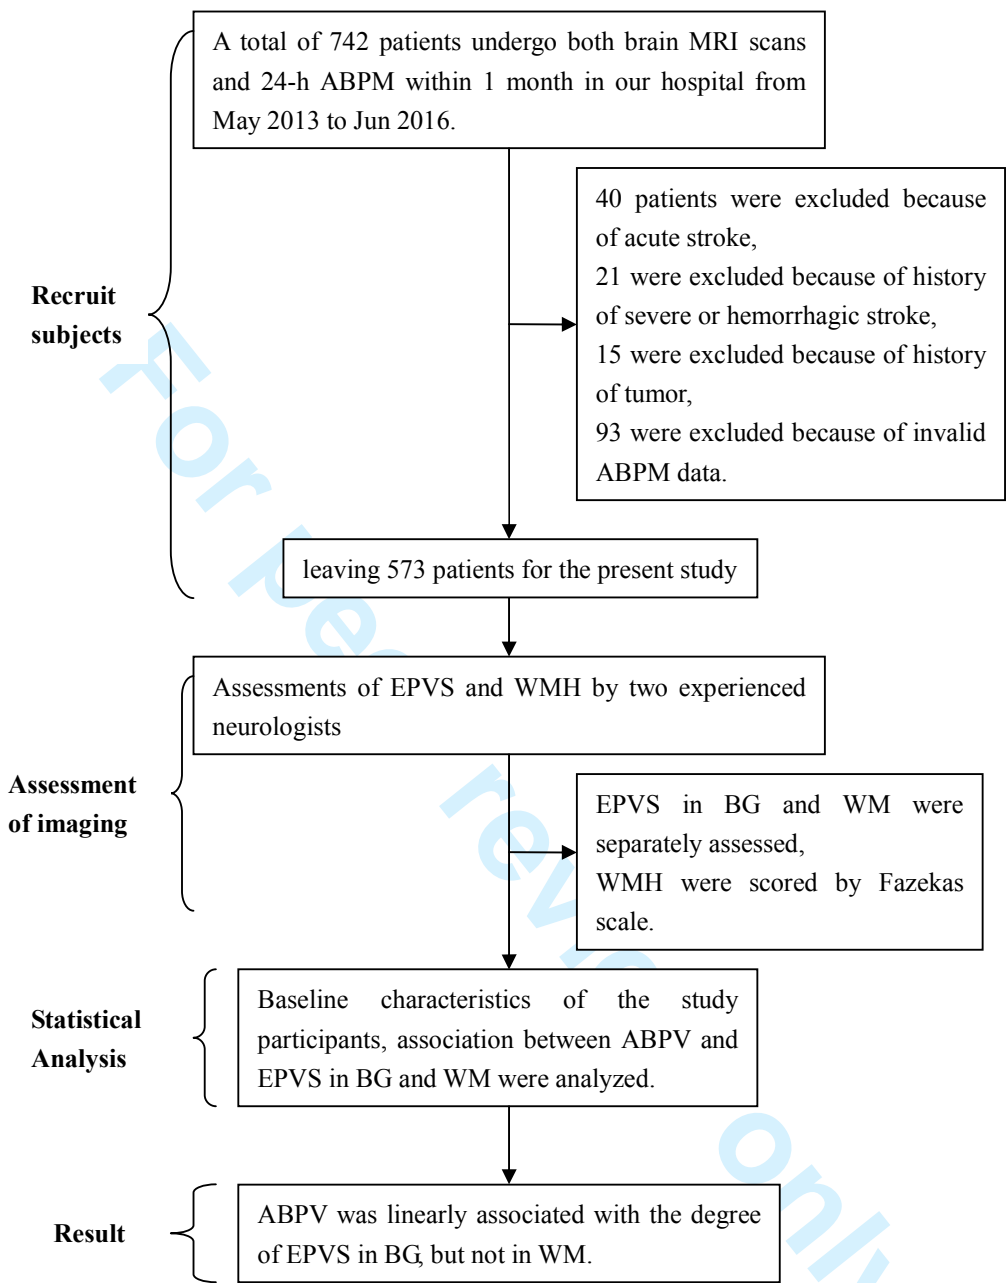 A total of 742 patients undergo both brain MRI scans
and 24-h ABPM within 1 month in our hospital from
May 2013 to Jun 2016.
40 patients were excluded because
of acute stroke,
21 were excluded because of history
of severe or hemorrhagic stroke,
15 were excluded because of history
of tumor,
93 were excluded because of invalid
ABPM data.
Recruit
subjects
leaving 573 patients for the present study
Assessments of EPVS and WMH by two experienced
neurologists
Assessment
of imaging
EPVS in BG and WM were
separately assessed,
WMH were scored by Fazekas
scale.
Statistical
Analysis
Baseline characteristics of the study
participants, association between ABPV and
EPVS in BG and WM were analyzed.
Result
ABPV was linearly associated with the degree
of EPVS in BG, but not in WM.
For peer review only